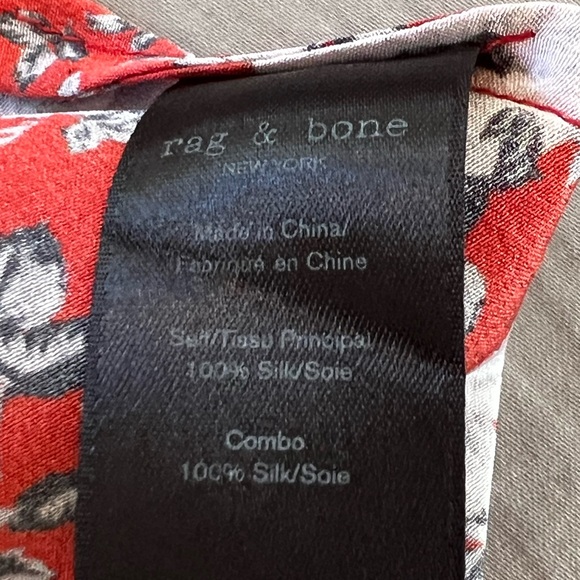 rag & bone
NEW YORK
Made in China/
Fabriqué en Chine
Self/Tissu Principal
100% Silk/Soie
Combo
100% Silk/Soie